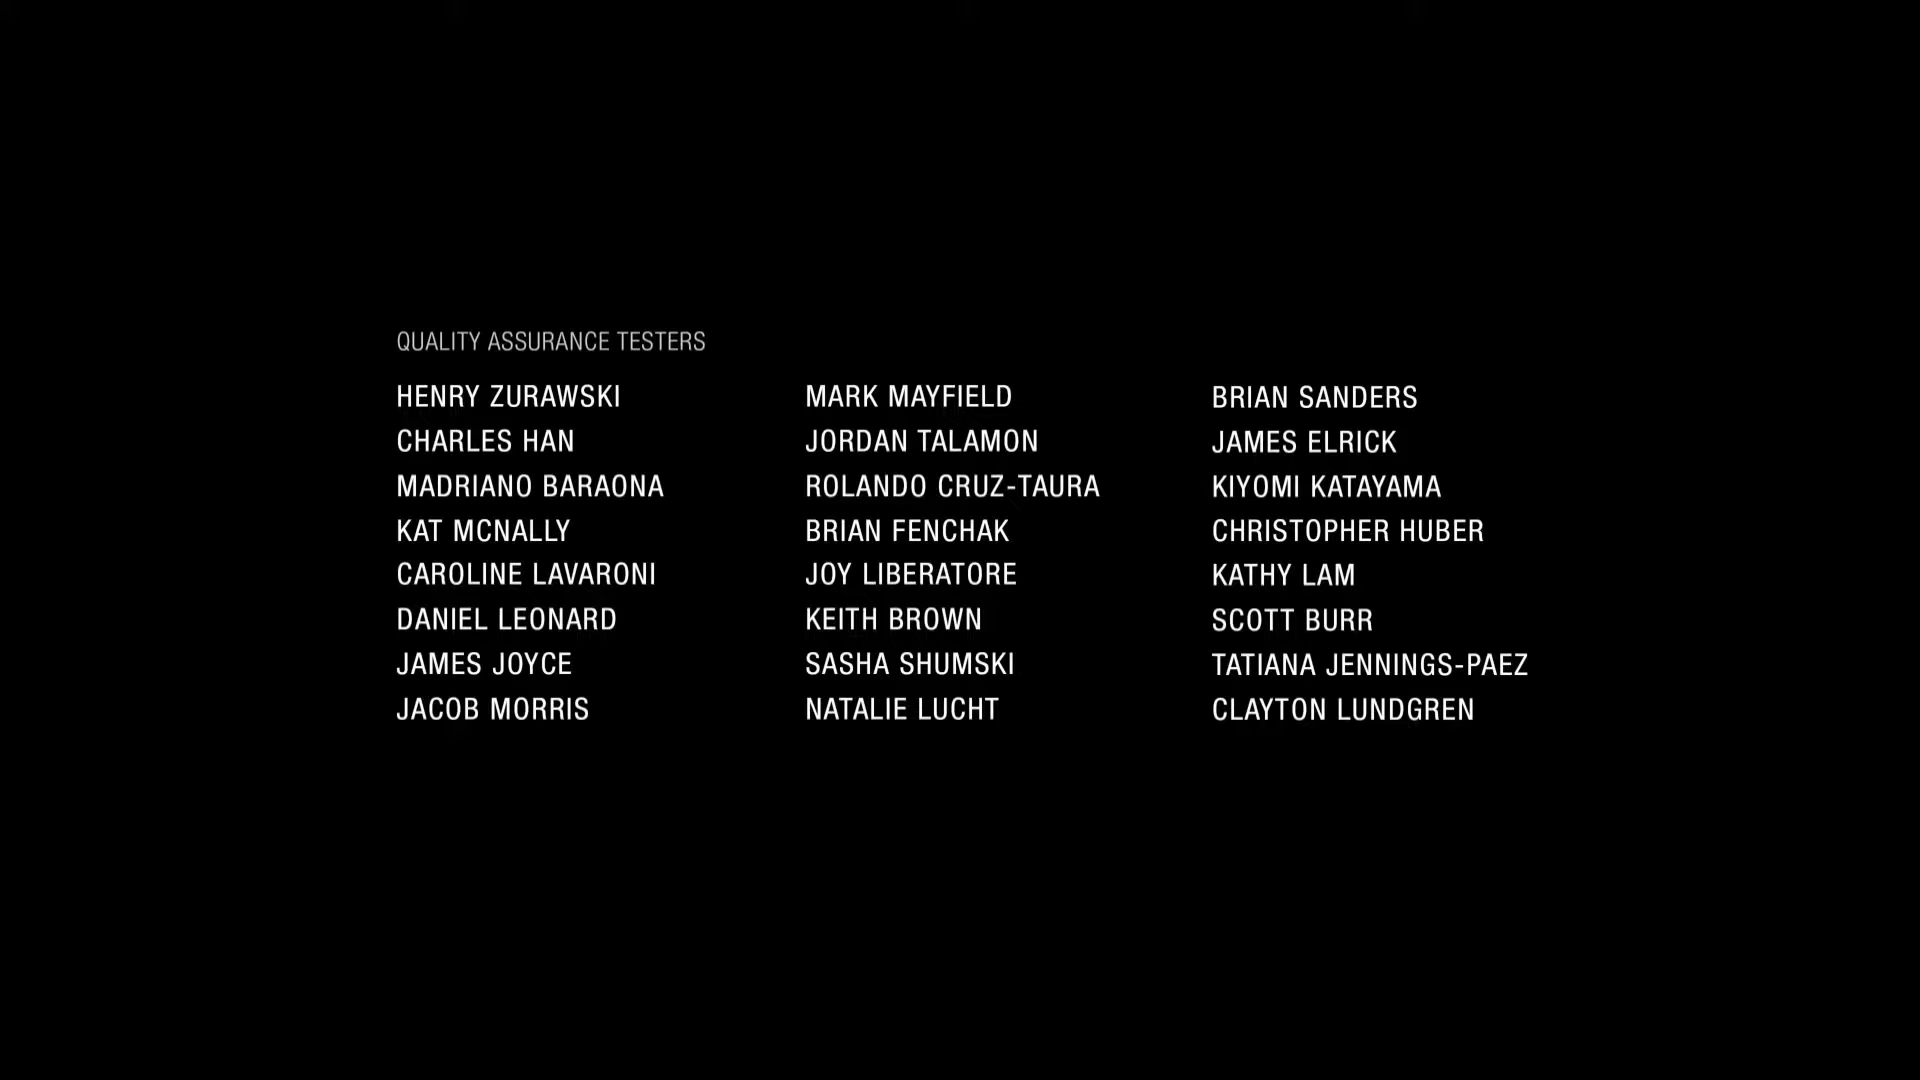 QUALITY ASSURANCE TESTERS
HENRY ZURAWSKI
CHARLES HAN
MADRIANO BARAONA
KAT MCNALLY
CAROLINE LAVARONI
DANIEL LEONARD
JAMES JOYCE
JACOB MORRIS
MARK MAYFIELD
JORDAN TALAMON
ROLANDO CRUZ-TAURA
BRIAN FENCHAK
JOY LIBERATORE
KEITH BROWN
SASHA SHUMSKI
NATALIE LUCHT
BRIAN SANDERS
JAMES ELRICK
KIYOMI KATAYAMA
CHRISTOPHER HUBER
KATHY LAM
SCOTT BURR
TATIANA JENNINGS-PAEZ
CLAYTON LUNDGREN